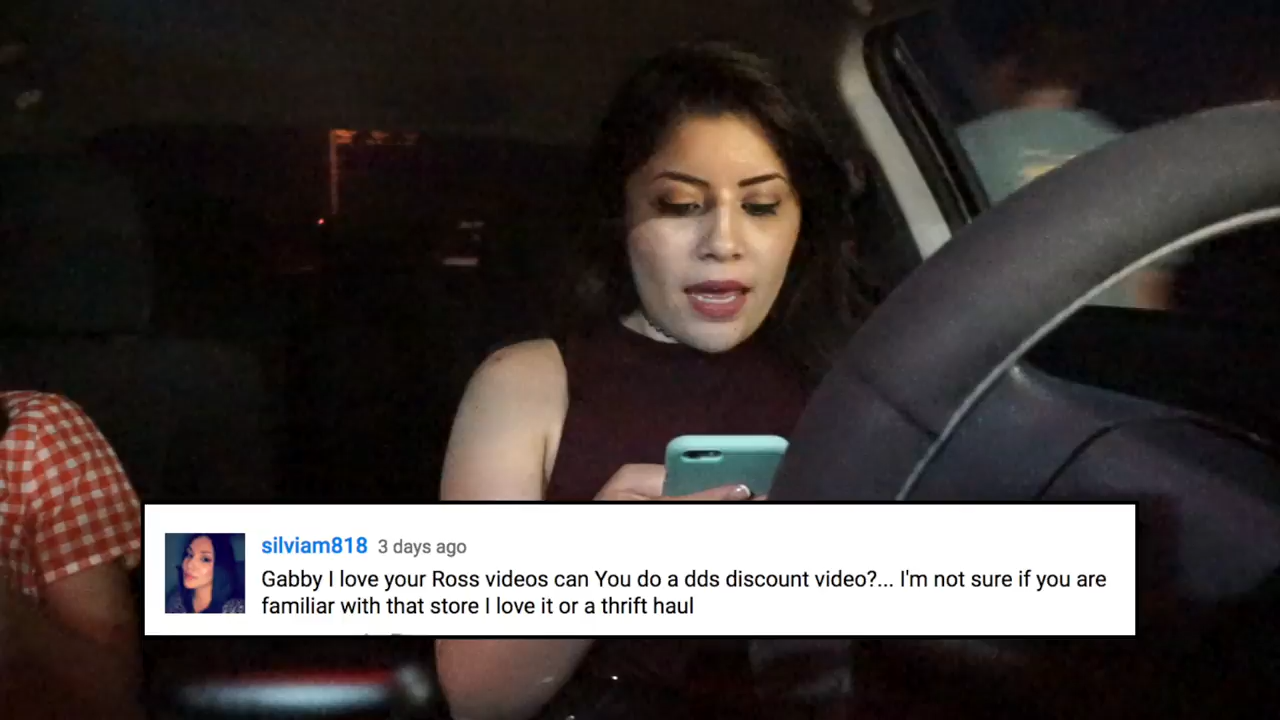 silviam818 3 days ago
Gabby I love your Ross videos can You do a dds discount video?... I'm not sure if you are
familiar with that store I love it or a thrift haul